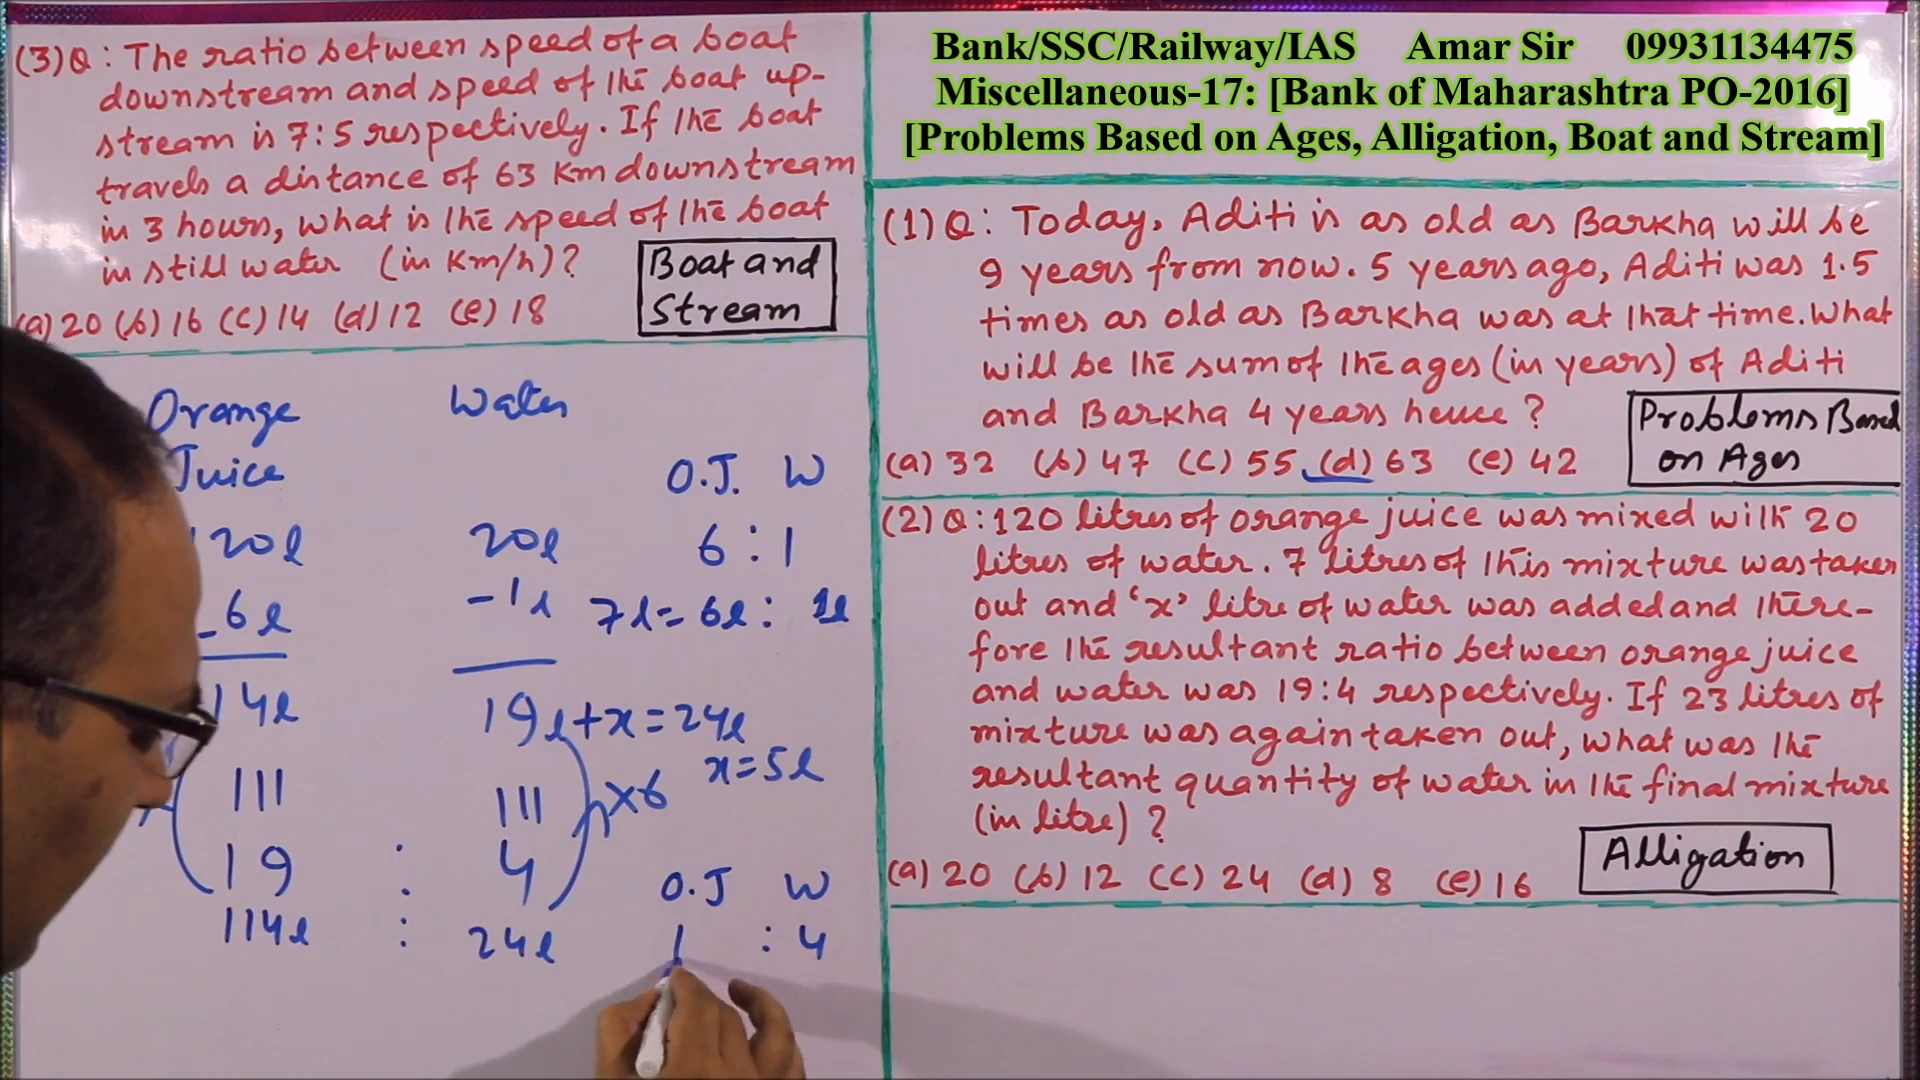 (3) Q: The ratio between speed of a boat
downstream and speed of the boat up-
stream is 7:5 respectively. If the boat
travels a distance of 63 Km downstream
in 3 hours, what is the speed of the boat
in still water (in Km/h)?
(a) 20 (b) 16 (c) 14 (d) 12 (e) 18
Boat and
Stream
Orange
Juice
Water
O.J. W
20l 20l 6 : 1
- 6l - 1l 7l = 6l : 1l
14l 19l + x = 24l
x = 5l
111 111 x6
19 : 4
O.J W
114l : 24l 1 : 4
Bank/SSC/Railway/IAS Amar Sir 09931134475
Miscellaneous-17: [Bank of Maharashtra PO-2016]
[Problems Based on Ages, Alligation, Boat and Stream]
(1) Q: Today, Aditi is as old as Barkha will be
9 years from now. 5 years ago, Aditi was 1.5
times as old as Barkha was at that time. What
will be the sum of the ages (in years) of Aditi
and Barkha 4 years hence?
(a) 32 (b) 47 (c) 55 (d) 63 (e) 42
Problems Based
on Ages
(2) Q: 120 litres of orange juice was mixed with 20
litres of water. 7 litres of this mixture was taken
out and 'x' litre of water was added and there-
fore the resultant ratio between orange juice
and water was 19:4 respectively. If 23 litres of
mixture was again taken out, what was the
resultant quantity of water in the final mixture
(in litre)?
(a) 20 (b) 12 (c) 24 (d) 8 (e) 16
Alligation